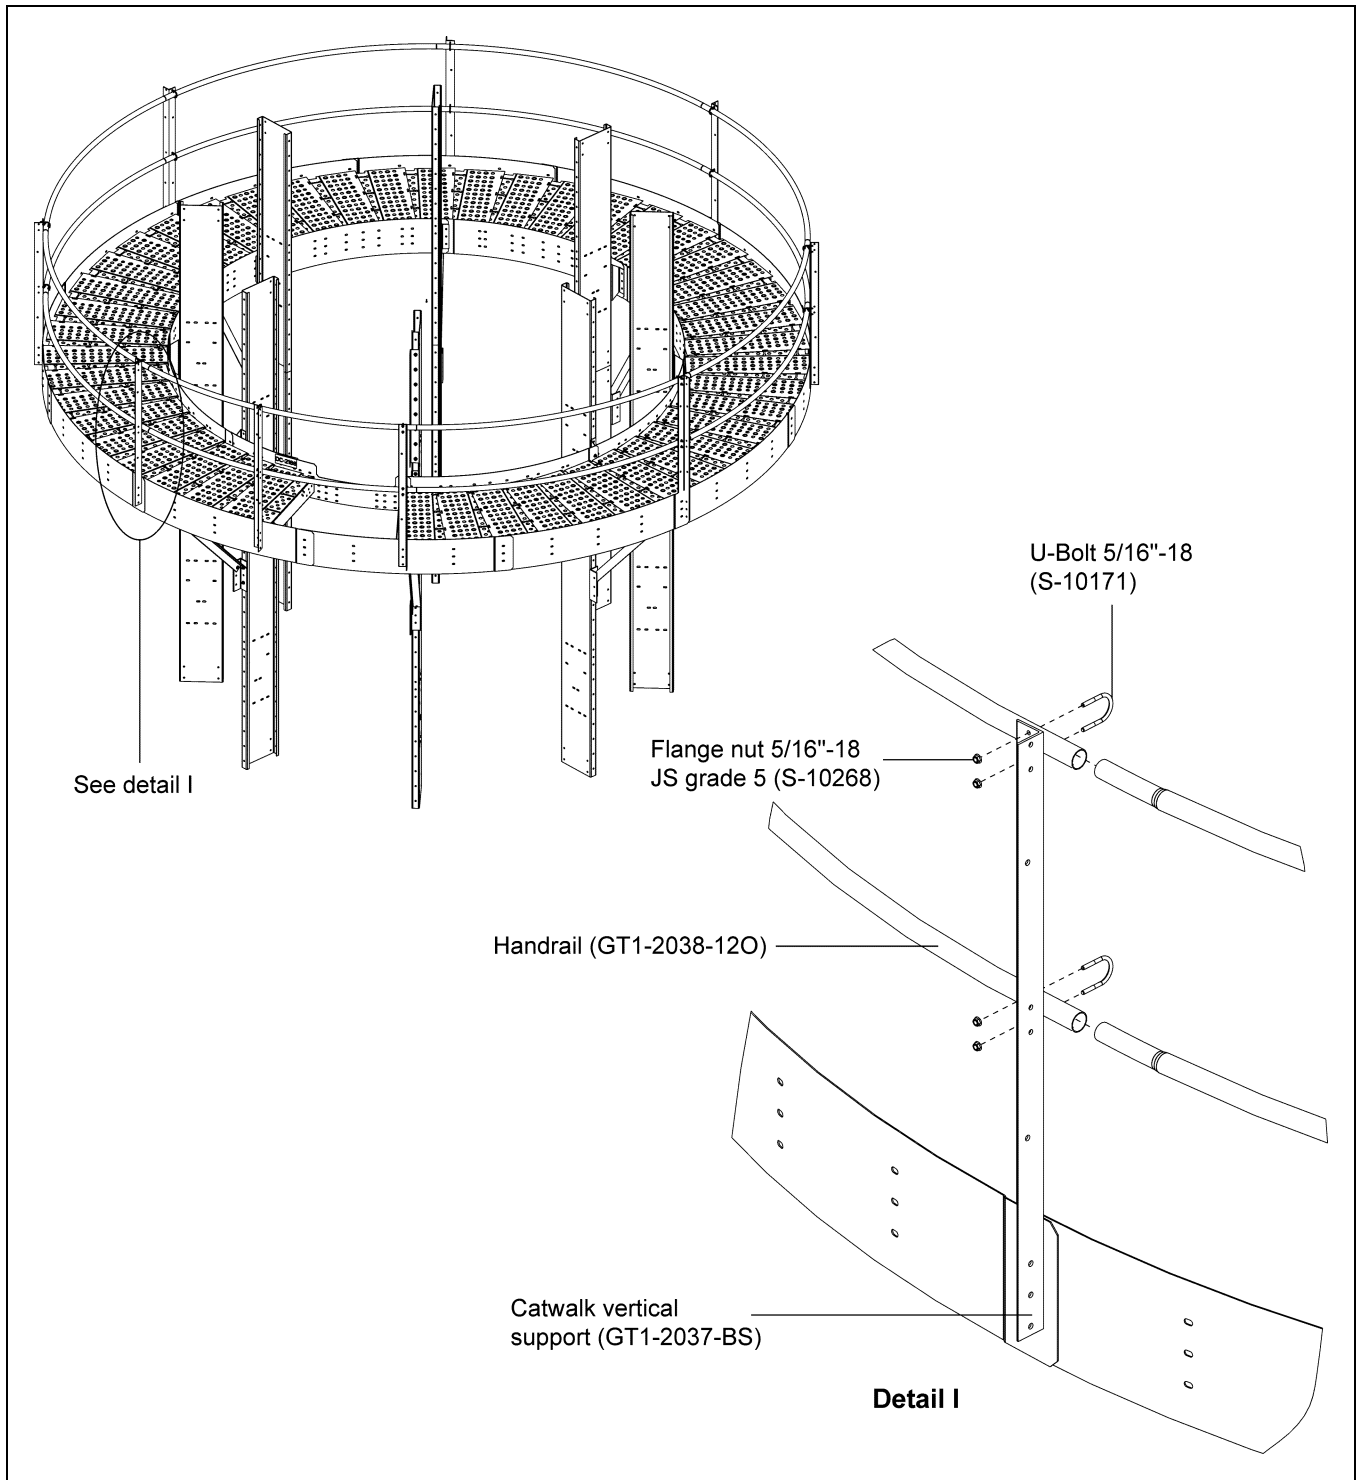 U-Bolt 5/16"-18
(S-10171)
Flange nut 5/16"-18
JS grade 5 (S-10268)
See detail I
Handrail (GT1-2038-12O)
Catwalk vertical
support (GT1-2037-BS)
Detail I